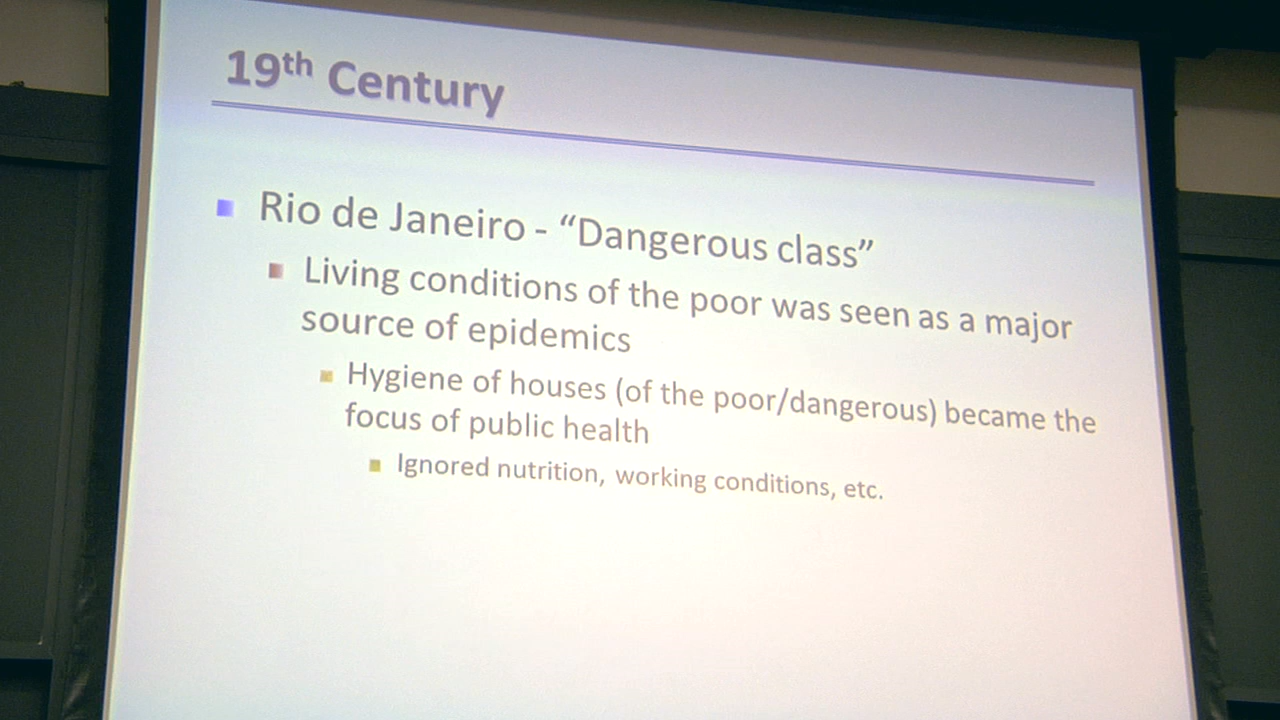 19th Century
Rio de Janeiro - “Dangerous class”
Living conditions of the poor was seen as a major
source of epidemics
Hygiene of houses (of the poor/dangerous) became the
focus of public health
Ignored nutrition, working conditions, etc.